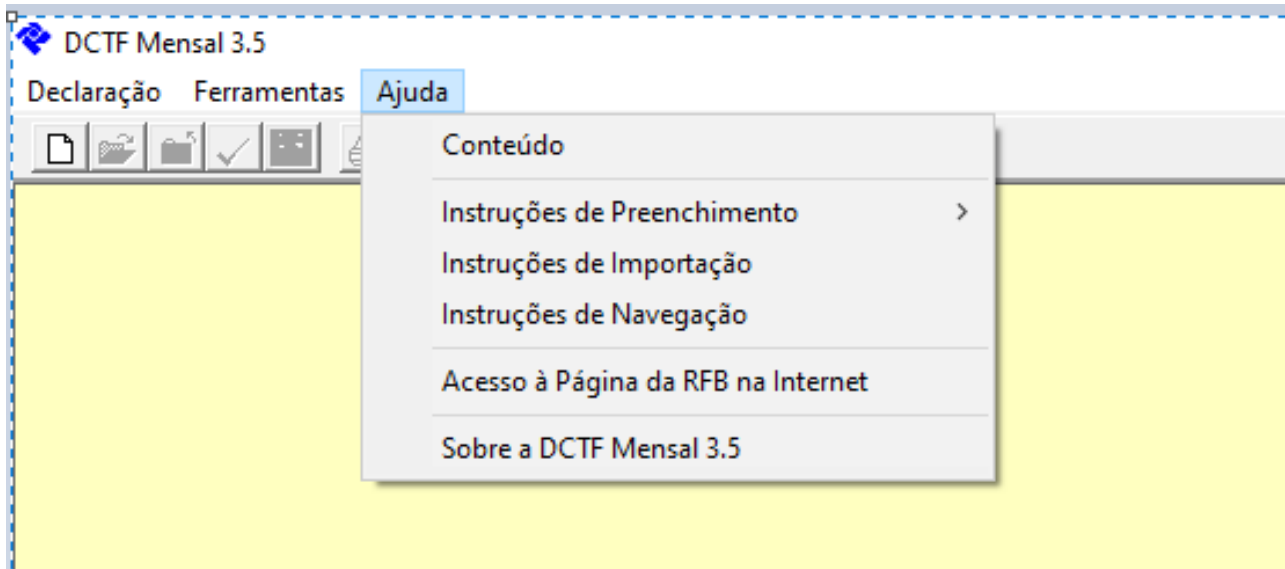 DCTF Mensal 3.5
Declaração Ferramentas Ajuda
Conteúdo
Instruções de Preenchimento
Instruções de Importação
Instruções de Navegação
Acesso à Página da RFB na Internet
Sobre a DCTF Mensal 3.5